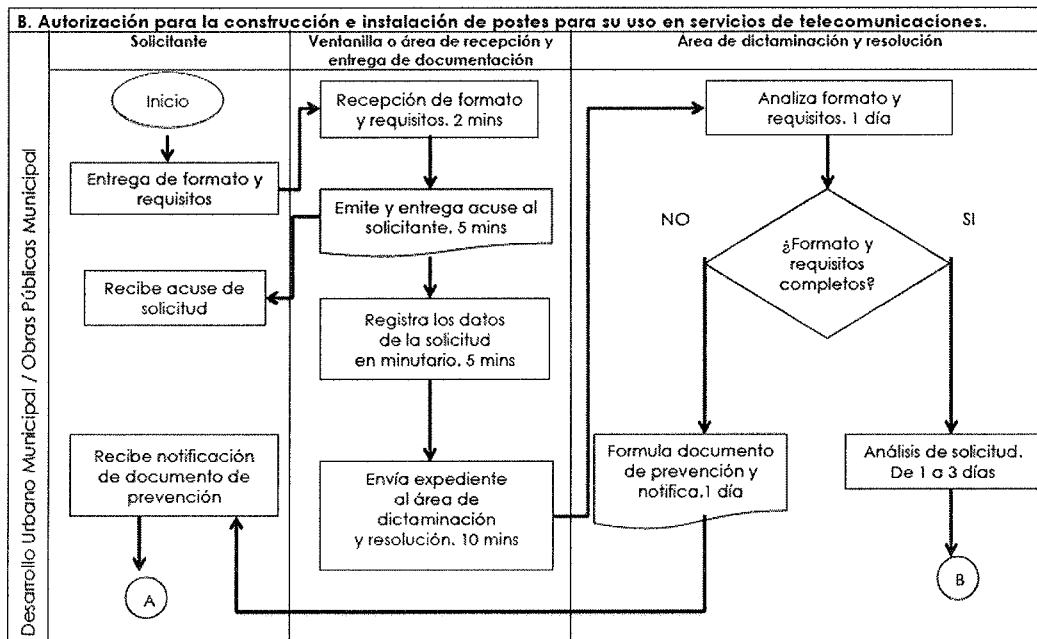 B. Autorización para la construcción e instalación de postes para su uso en servicios de telecomunicaciones.
Solicitante
Ventanilla o área de recepción y
entrega de documentación
Área de dictaminación y resolución
Desarrollo Urbano Municipal / Obras Públicas Municipal
Inicio
Entrega de formato y
requisitos
Recepción de formato
y requisitos. 2 mins
Emite y entrega acuse al
solicitante. 5 mins
Recibe acuse de
solicitud
Registra los datos
de la solicitud
en minutario. 5 mins
Envía expediente
al área de
dictaminación
y resolución. 10 mins
Analiza formato y
requisitos. 1 día
NO
SI
¿Formato y
requisitos
completos?
Formula documento
de prevención y
notifica.1 día
Análisis de solicitud.
De 1 a 3 días
Recibe notificación
de documento de
prevención
A
B